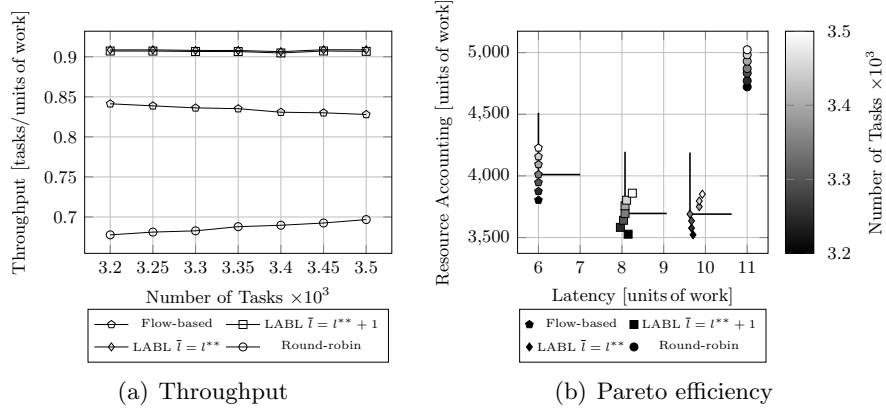 0.9
0.85
0.8
0.75
0.7
Throughput [tasks/units of work]
3.2 3.25 3.3 3.35 3.4 3.45 3.5
Number of Tasks ×10³
Flow-based LABL l̄ = l** + 1
LABL l̄ = l** Round-robin
(a) Throughput
5,000
4,500
4,000
3,500
Resource Accounting [units of work]
6 7 8 9 10 11
Latency [units of work]
Flow-based LABL l̄ = l** + 1
LABL l̄ = l** Round-robin
3.5
3.4
3.3
3.2
Number of Tasks ×10³
(b) Pareto efficiency